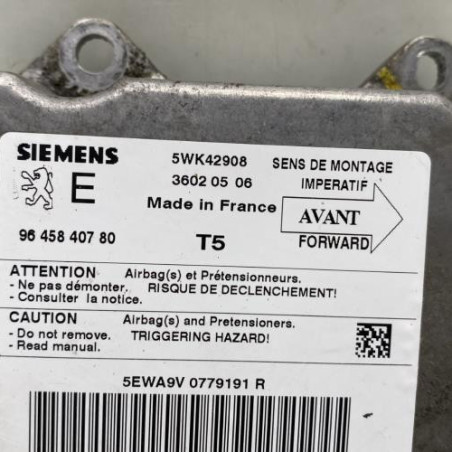 SIEMENS
E
96 458 407 80
5WK42908
3602 05 06
Made in France
T5
SENS DE MONTAGE
IMPERATIF
AVANT
FORWARD
ATTENTION Airbag(s) et Prétensionneurs.
- Ne pas démonter. RISQUE DE DECLENCHEMENT!
- Consulter la notice.
CAUTION Airbag(s) and Pretensioners.
- Do not remove. TRIGGERING HAZARD!
- Read manual.
5EWA9V 0779191 R